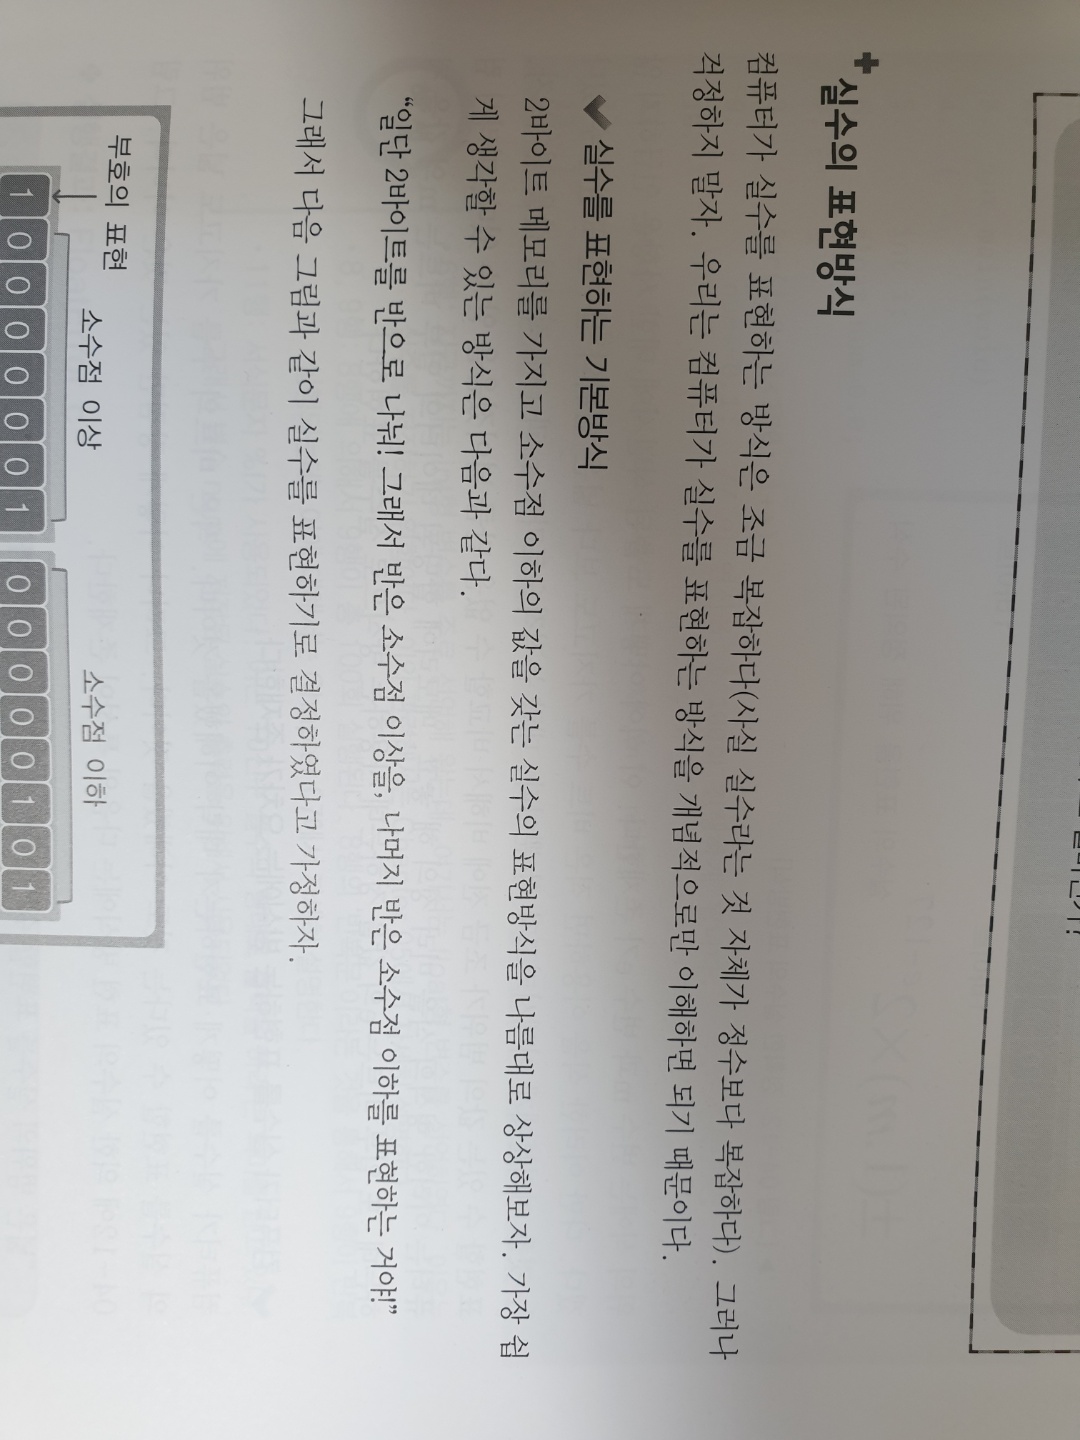 실수의 표현방식
컴퓨터가 실수를 표현하는 방식은 조금 복잡하다(사실 실수라는 것 자체가 정수보다 복잡하다). 그러나
걱정하지 말자. 우리는 컴퓨터가 실수를 표현하는 방식을 개념적으로만 이해하면 되기 때문이다.
실수를 표현하는 기본방식
2바이트 메모리를 가지고 소수점 이하의 값을 갖는 실수의 표현방식을 나름대로 상상해보자. 가장 쉽
게 생각할 수 있는 방식은 다음과 같다.
“일단 2바이트를 반으로 나눠! 그래서 반은 소수점 이상을, 나머지 반은 소수점 이하를 표현하는 거야!”
그래서 다음 그림과 같이 실수를 표현하기로 결정하였다고 가정하자.
부호의 표현
소수점 이상 소수점 이하
1 0 0 0 0 0 0 1 0 0 0 0 0 1 0 1